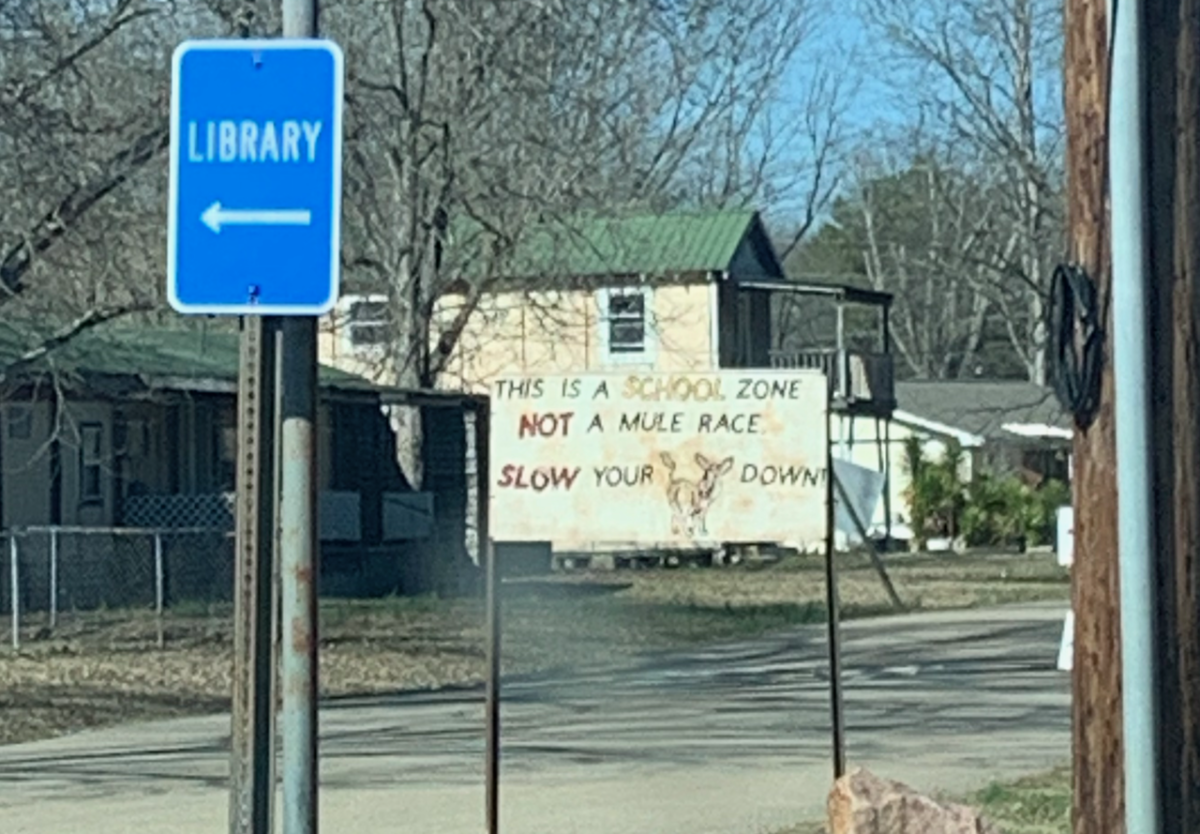 LIBRARY
THIS IS A SCHOOL ZONE
NOT A MULE RACE.
SLOW YOUR DOWN!